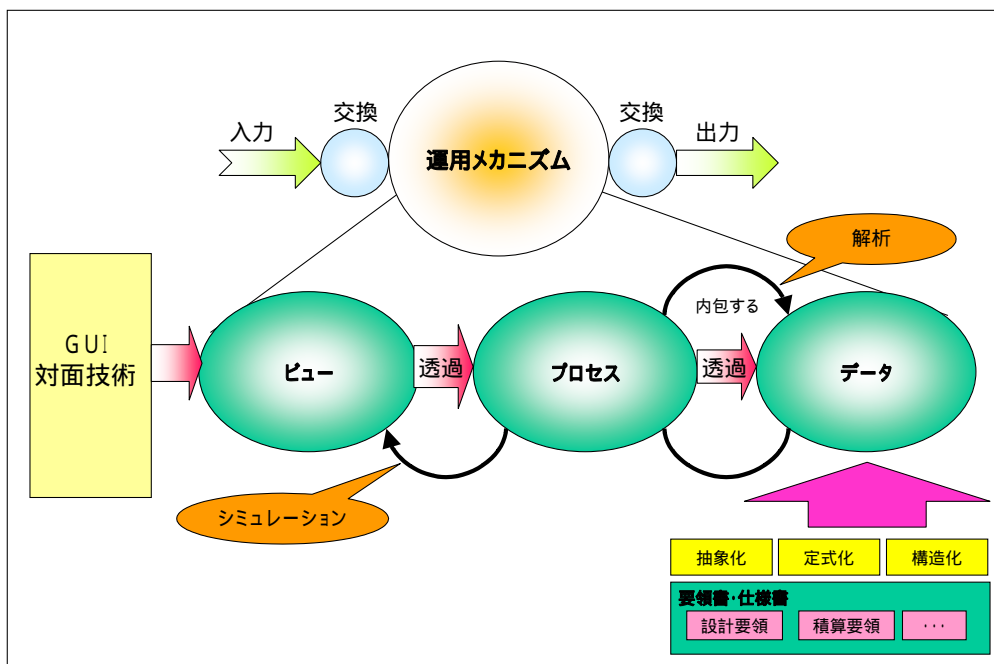 交換
交換
入力
出力
運用メカニズム
解析
内包する
GUI
対面技術
ビュー
透過
プロセス
透過
データ
シミュレーション
抽象化
定式化
構造化
要領書・仕様書
設計要領
積算要領
・・・